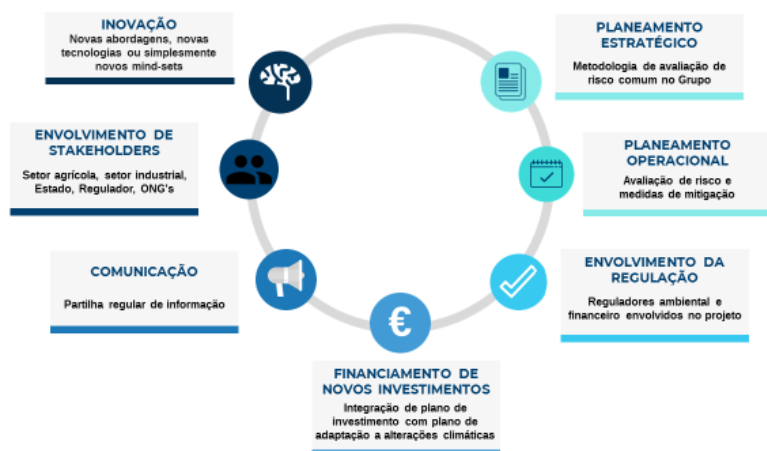 INOVAÇÃO
Novas abordagens, novas
tecnologias ou simplesmente
novos mind-sets
PLANEAMENTO
ESTRATÉGICO
Metodologia de avaliação de
risco comum no Grupo
ENVOLVIMENTO DE
STAKEHOLDERS
Setor agrícola, setor industrial,
Estado, Regulador, ONG's
PLANEAMENTO
OPERACIONAL
Avaliação de risco e
medidas de mitigação
COMUNICAÇÃO
Partilha regular de informação
ENVOLVIMENTO DA
REGULAÇÃO
Reguladores ambiental e
financeiro envolvidos no projeto
€
FINANCIAMENTO DE
NOVOS INVESTIMENTOS
Integração de plano de
investimento com plano de
adaptação a alterações climáticas